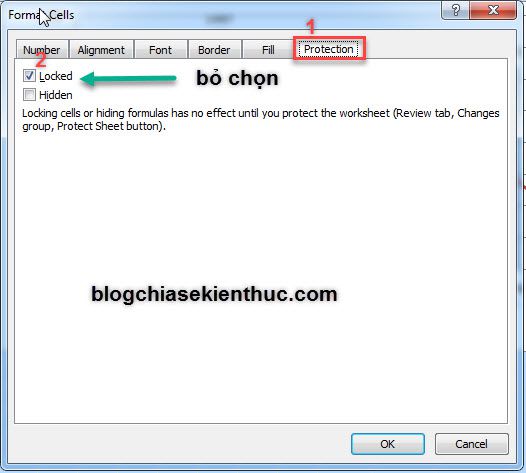 Format Cells
1
Number Alignment Font Border Fill Protection
2
Locked
bỏ chọn
Hidden
Locking cells or hiding formulas has no effect until you protect the worksheet (Review tab, Changes
group, Protect Sheet button).
blogchiasekienthuc.com
OK Cancel